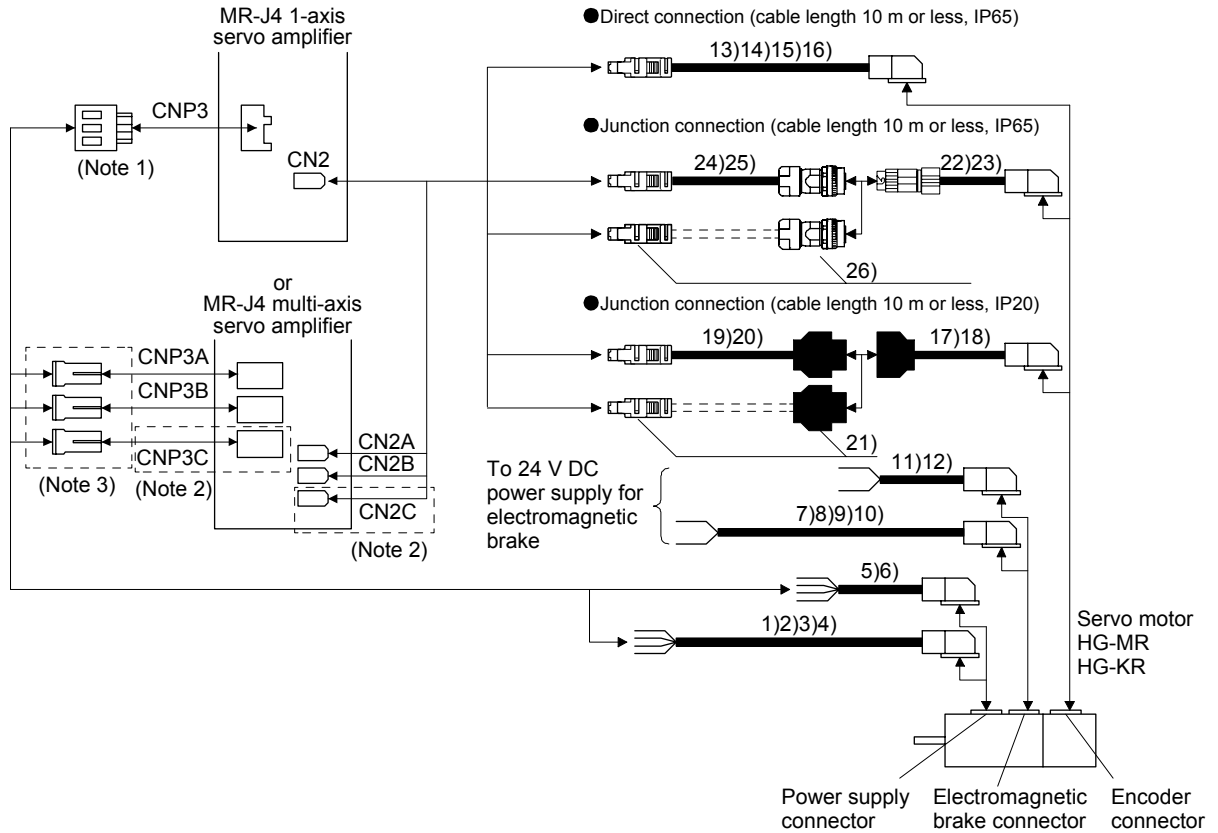 MR-J4 1-axis
servo amplifier
CNP3
(Note 1)
CN2
or
MR-J4 multi-axis
servo amplifier
CNP3A
CNP3B
CNP3C
(Note 3)
(Note 2)
CN2A
CN2B
CN2C
(Note 2)
●Direct connection (cable length 10 m or less, IP65)
13)14)15)16)
●Junction connection (cable length 10 m or less, IP65)
24)25)
22)23)
26)
●Junction connection (cable length 10 m or less, IP20)
19)20)
17)18)
21)
To 24 V DC
power supply for
electromagnetic
brake
11)12)
7)8)9)10)
5)6)
1)2)3)4)
Servo motor
HG-MR
HG-KR
Power supply
connector
Electromagnetic
brake connector
Encoder
connector